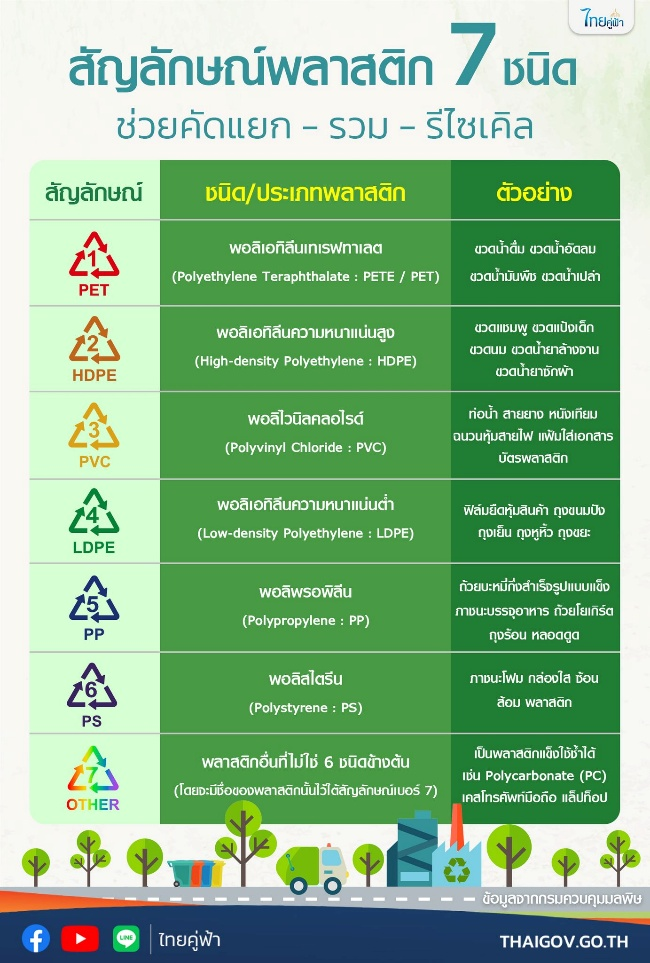 ไทยคู่ฟ้า
สัญลักษณ์พลาสติก 7 ชนิด
ช่วยคัดแยก – รวม – รีไซเคิล
สัญลักษณ์
ชนิด/ประเภทพลาสติก
ตัวอย่าง
1
PET
พอลิเอทิลีนเทเรฟทาเลต
(Polyethylene Teraphthalate : PETE / PET)
ขวดน้ำดื่ม ขวดน้ำอัดลม
ขวดน้ำมันพืช ขวดน้ำเปล่า
2
HDPE
พอลิเอทิลีนความหนาแน่นสูง
(High-density Polyethylene : HDPE)
ขวดแชมพู ขวดแป้งเด็ก
ขวดนม ขวดน้ำยาล้างจาน
ขวดน้ำยาซักผ้า
3
PVC
พอลิไวนิลคลอไรด์
(Polyvinyl Chloride : PVC)
ท่อน้ำ สายยาง หนังเทียม
ฉนวนหุ้มสายไฟ แฟ้มใส่เอกสาร
บัตรพลาสติก
4
LDPE
พอลิเอทิลีนความหนาแน่นต่ำ
(Low-density Polyethylene : LDPE)
ฟิล์มยืดหุ้มสินค้า ถุงขนมปัง
ถุงเย็น ถุงหูหิ้ว ถุงขยะ
5
PP
พอลิพรอพิลีน
(Polypropylene : PP)
ถ้วยบะหมี่กึ่งสำเร็จรูปแบบแข็ง
ภาชนะบรรจุอาหาร ถ้วยโยเกิร์ต
ถุงร้อน หลอดดูด
6
PS
พอลิสไตรีน
(Polystyrene : PS)
ภาชนะโฟม กล่องใส ช้อน
ส้อม พลาสติก
7
OTHER
พลาสติกอื่นที่ไม่ใช่ 6 ชนิดข้างต้น
(โดยจะมีชื่อของพลาสติกนั้นไว้ใต้สัญลักษณ์เบอร์ 7)
เป็นพลาสติกแข็งใช้ซ้ำได้
เช่น Polycarbonate (PC)
เคสโทรศัพท์มือถือ แล็ปท็อป
ข้อมูลจากกรมควบคุมมลพิษ
LINE
ไทยคู่ฟ้า
THAIGOV.GO.TH